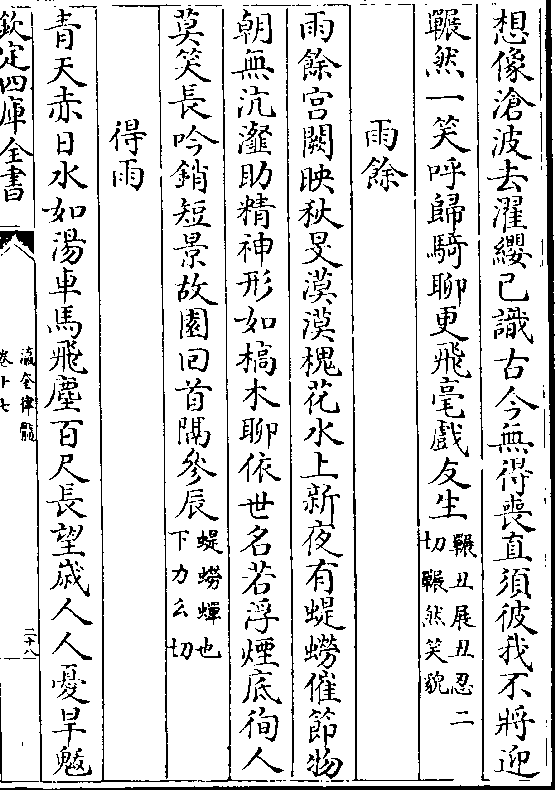 想像滄波去濯纓已識古今無得喪直須彼我不將迎
囅然一笑呼歸騎聊更飛毫戲友生囅丑展丑忍二切囅然笑貌
雨餘
雨餘宫闕映秋旻漠漠槐花水上新夜有蝭蟧催節物
朝無沆瀣助精神形如槁木聊依世名若浮煙底徇人
莫笑長吟銷短景故園回首隔參辰蝭蟧蟬也下力么切
得雨
青天赤日水如湯車馬飛塵百尺長望歲人人憂旱魃
欽定四庫全書
瀛奎律髓
卷十七
二十八